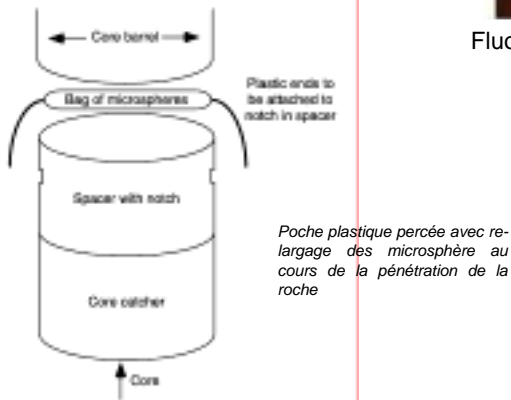 Core barrel
Fluo
Bag of microspheres
Plastic ends to
be attached to
notch in spacer
Spacer with notch
Poche plastique percée avec re-
largage des microsphère au
cours de la pénétration de la
roche
Core catcher
Core